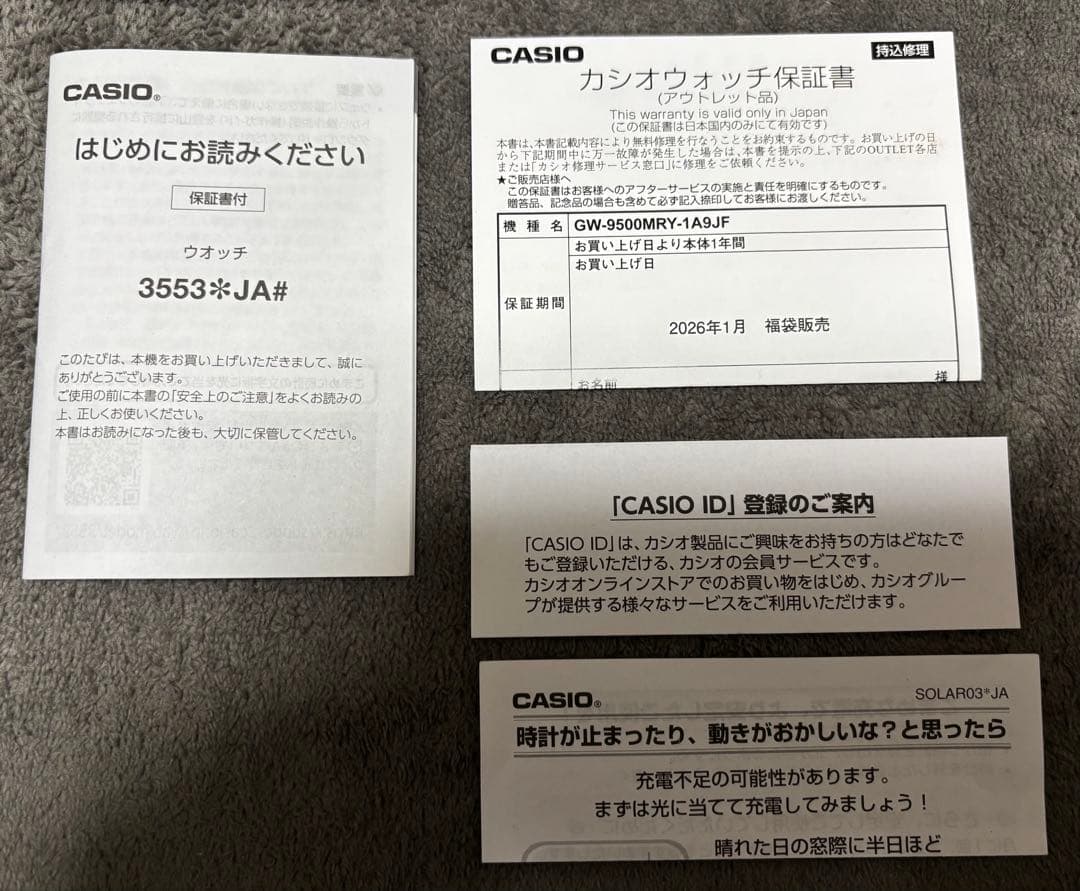 CASIO®
はじめにお読みください
保証書付
ウオッチ
3553✻JA#
このたびは、本機をお買い上げいただきまして、誠に
ありがとうございます。
ご使用の前に本書の「安全上のご注意」をよくお読みの
上、正しくお使いください。
本書はお読みになった後も、大切に保管してください。
CASIO
持込修理
カシオウォッチ保証書
(アウトレット品)
This warranty is valid only in Japan
(この保証書は日本国内のみにて有効です)
本書は、本書記載内容により無料修理を行なうことをお約束するものです。お買い上げの日
から下記期間中に万一故障が発生した場合は、本書を提示の上、下記のOUTLET各店
または「カシオ修理サービス窓口」に修理をご依頼ください。
★ご販売店様へ
この保証書はお客様へのアフターサービスの実施と責任を明確にするものです。
贈答品、記念品の場合も含めて必ず記入捺印してお客様にお渡しください。
機種名 GW-9500MRY-1A9JF
お買い上げ日より本体1年間
お買い上げ日
保証期間
2026年1月 福袋販売
お名前 様
「CASIO ID」登録のご案内
「CASIO ID」は、カシオ製品にご興味をお持ちの方はどなたで
もご登録いただける、カシオの会員サービスです。
カシオオンラインストアでのお買い物をはじめ、カシオグルー
プが提供する様々なサービスをご利用いただけます。
CASIO®
SOLAR03*JA
時計が止まったり、動きがおかしいな？と思ったら
充電不足の可能性があります。
まずは光に当てて充電してみましょう！
晴れた日の窓際に半日ほど